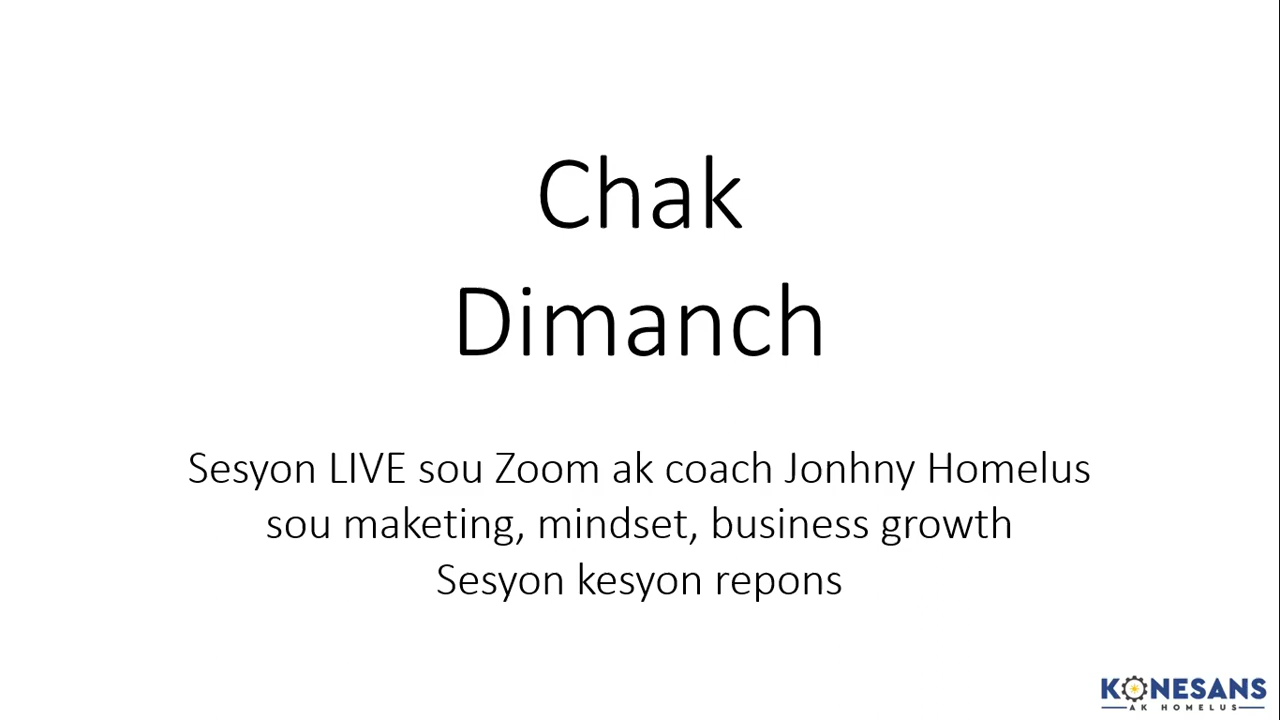 Chak
Dimanch
Sesyon LIVE sou Zoom ak coach Jonhny Homelus
sou maketing, mindset, business growth
Sesyon kesyon repons
KONESANS
AK HOMELUS